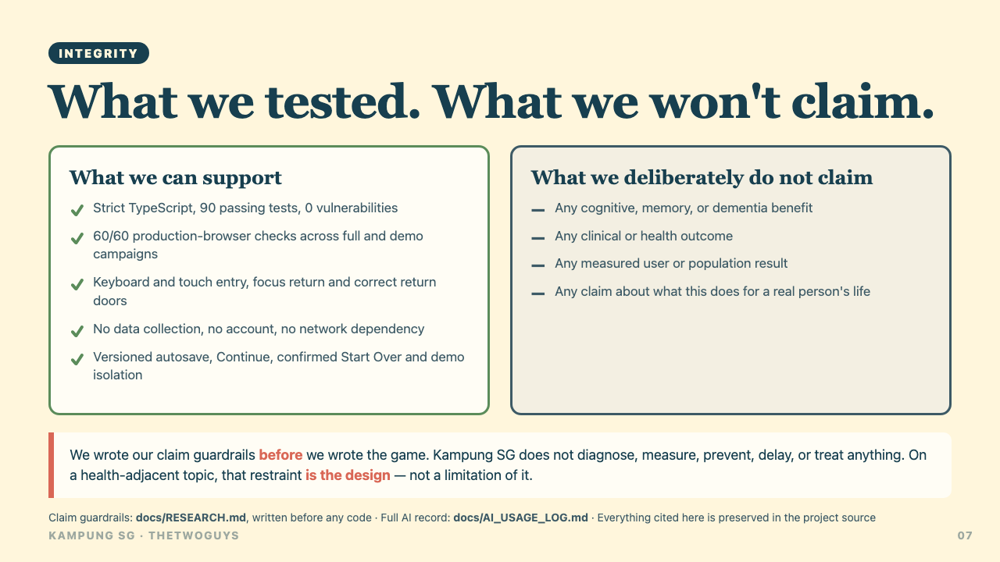 INTEGRITY
What we tested. What we won't claim.
What we can support
Strict TypeScript, 90 passing tests, 0 vulnerabilities
60/60 production-browser checks across full and demo
campaigns
Keyboard and touch entry, focus return and correct return
doors
No data collection, no account, no network dependency
Versioned autosave, Continue, confirmed Start Over and demo
isolation
What we deliberately do not claim
Any cognitive, memory, or dementia benefit
Any clinical or health outcome
Any measured user or population result
Any claim about what this does for a real person's life
We wrote our claim guardrails before we wrote the game. Kampung SG does not diagnose, measure, prevent, delay, or treat anything. On
a health-adjacent topic, that restraint is the design — not a limitation of it.
Claim guardrails: docs/RESEARCH.md, written before any code · Full AI record: docs/AI_USAGE_LOG.md · Everything cited here is preserved in the project source
KAMPUNG SG · THETWOGUYS
07